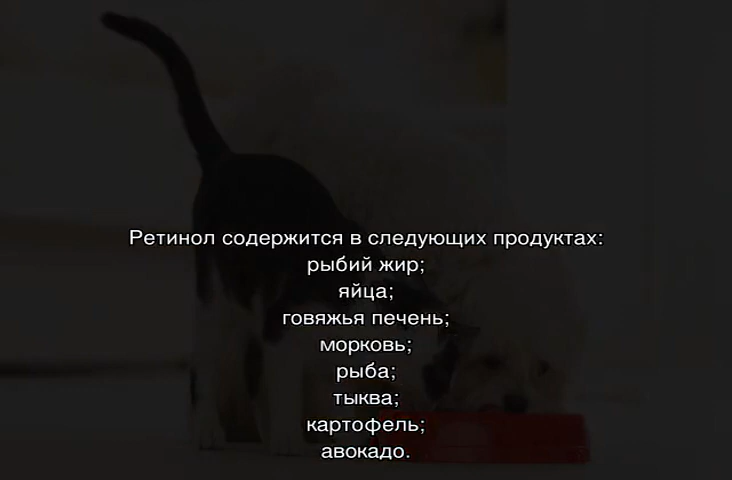 Ретинол содержится в следующих продуктах:
рыбий жир;
яйца;
говяжья печень;
морковь;
рыба;
тыква;
картофель;
авокадо.